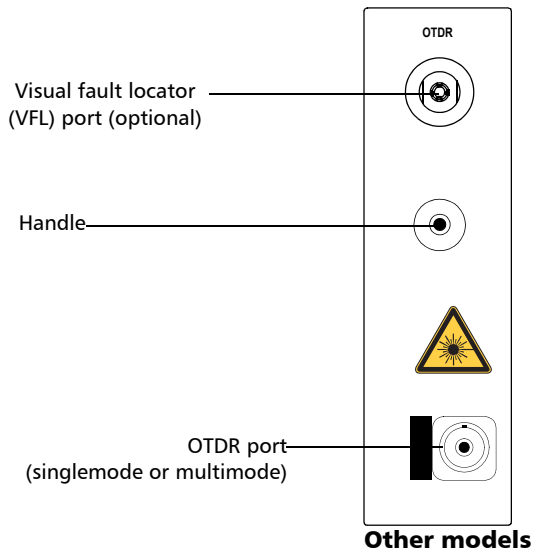 OTDR
Visual fault locator
(VFL) port (optional)
Handle
OTDR port
(singlemode or multimode)
Other models